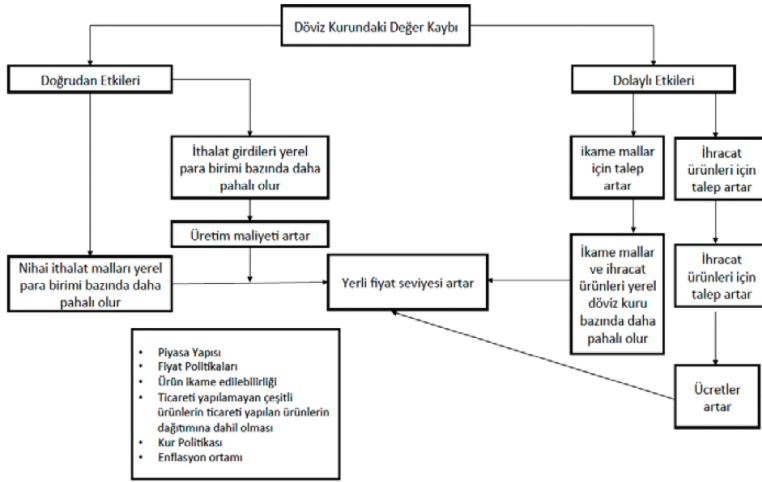 Döviz Kurundaki Değer Kaybı
Doğrudan Etkileri
Dolaylı Etkileri
İthalat girdileri yerel
para birimi bazında daha
pahalı olur
ikame mallar
için talep
artar
İhracat
ürünleri için
talep artar
Üretim maliyeti artar
Nihai ithalat malları yerel
para birimi bazında daha
pahalı olur
Yerli fiyat seviyesi artar
İkame mallar
ve ihracat
ürünleri yerel
döviz kuru
bazında daha
pahalı olur
İhracat
ürünleri için
talep artar
Ücretler
artar
• Piyasa Yapısı
• Fiyat Politikaları
• Ürün ikame edilebilirliği
• Ticareti yapılamayan çeşitli
ürünlerin ticareti yapılan ürünlerin
dağıtımına dahil olması
• Kur Politikası
• Enflasyon ortamı